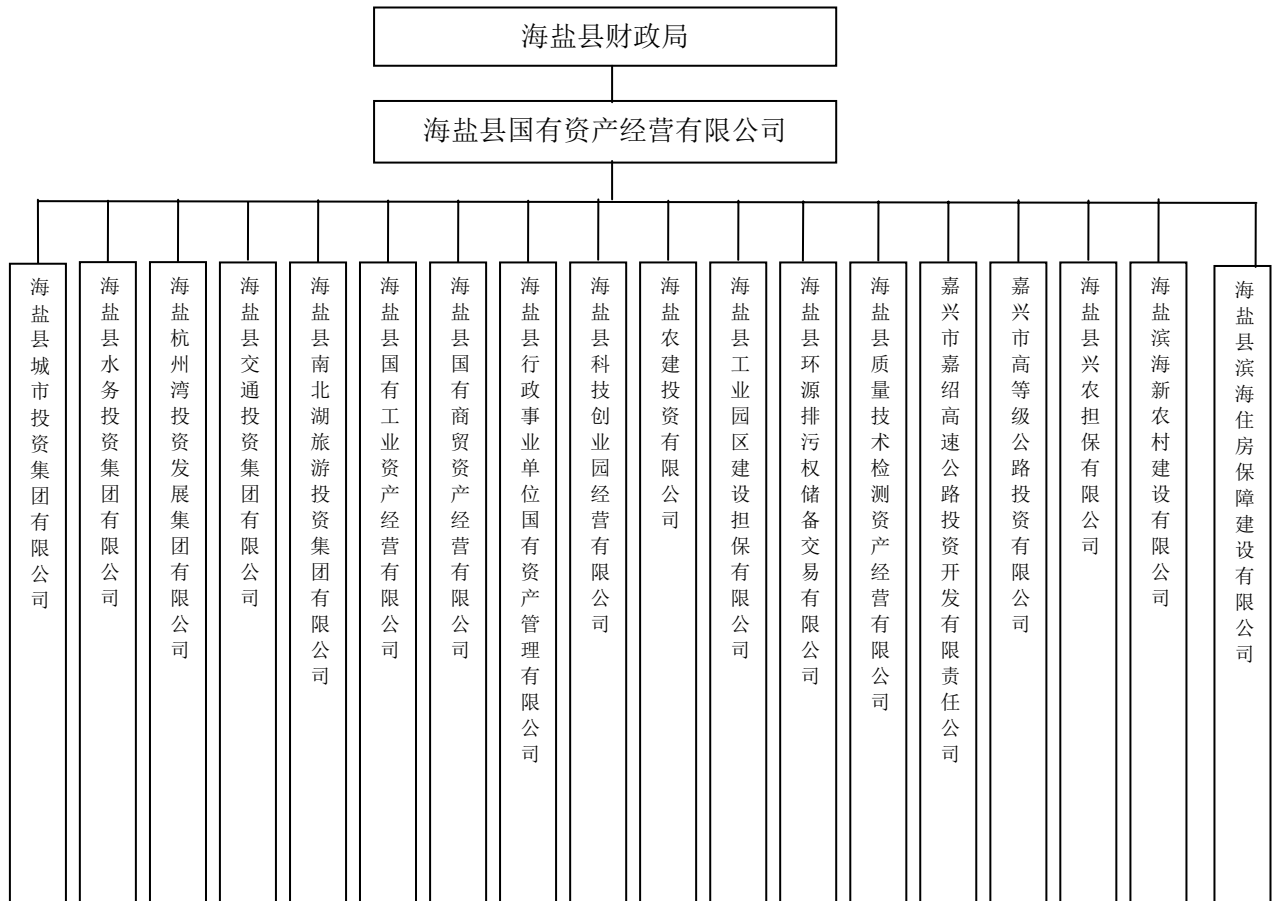 海盐县财政局
海盐县国有资产经营有限公司
海盐县城市投资集团有限公司
海盐县水务投资集团有限公司
海盐杭州湾投资发展集团有限公司
海盐县交通投资集团有限公司
海盐县南北湖旅游投资集团有限公司
海盐县国有工业资产经营有限公司
海盐县国有商贸资产经营有限公司
海盐县行政事业单位国有资产管理有限公司
海盐县科技创业园经营有限公司
海盐农建投资有限公司
海盐县工业园区建设担保有限公司
海盐县环源排污权储备交易有限公司
海盐县质量技术检测资产经营有限公司
嘉兴市嘉绍高速公路投资开发有限责任公司
嘉兴市高等级公路投资有限公司
海盐县兴农担保有限公司
海盐滨海新农村建设有限公司
海盐县滨海住房保障建设有限公司